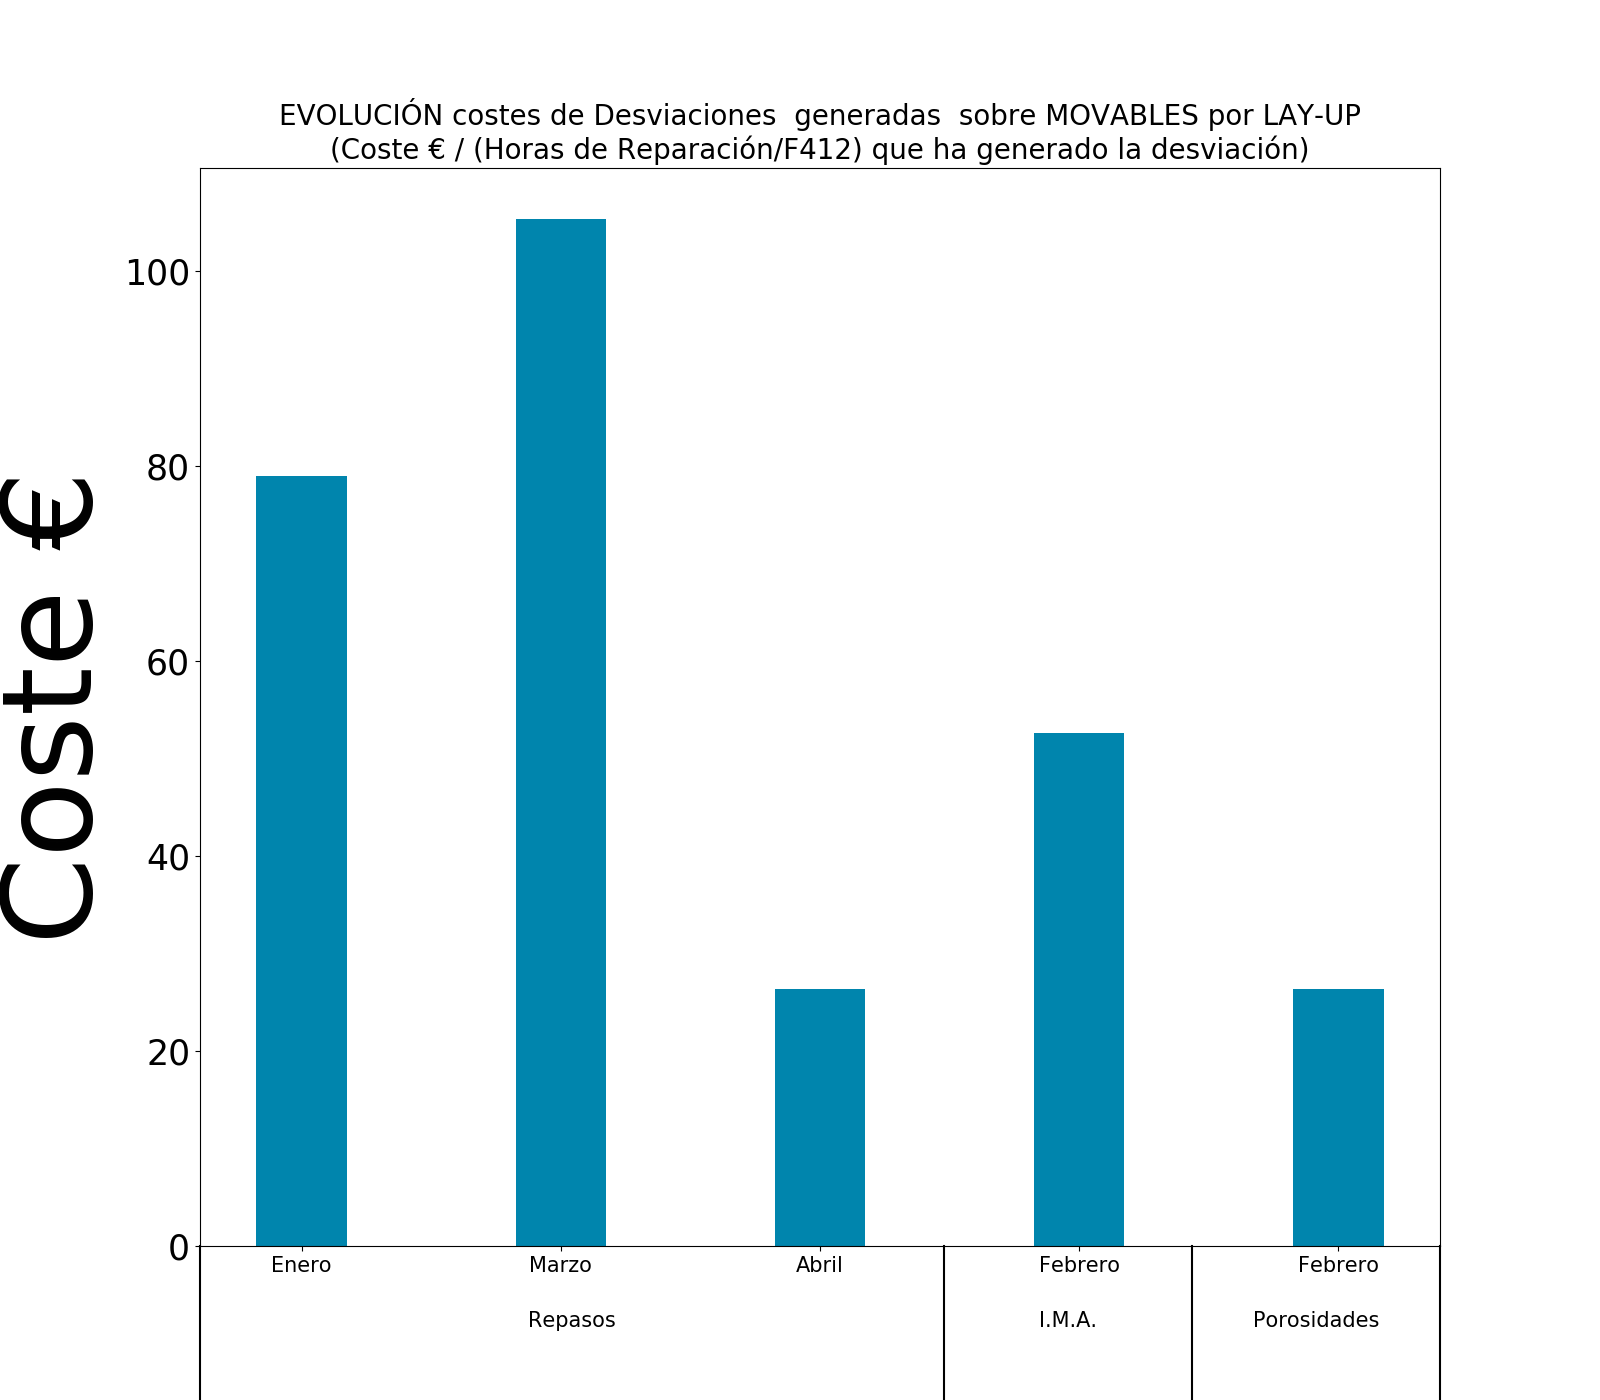 EVOLUCIÓN costes de Desviaciones  generadas  sobre MOVABLES por LAY-UP
(Coste € / (Horas de Reparación/F412) que ha generado la desviación)
Coste €
100
80
60
40
20
0
Enero Marzo Abril Febrero Febrero
Repasos I.M.A. Porosidades